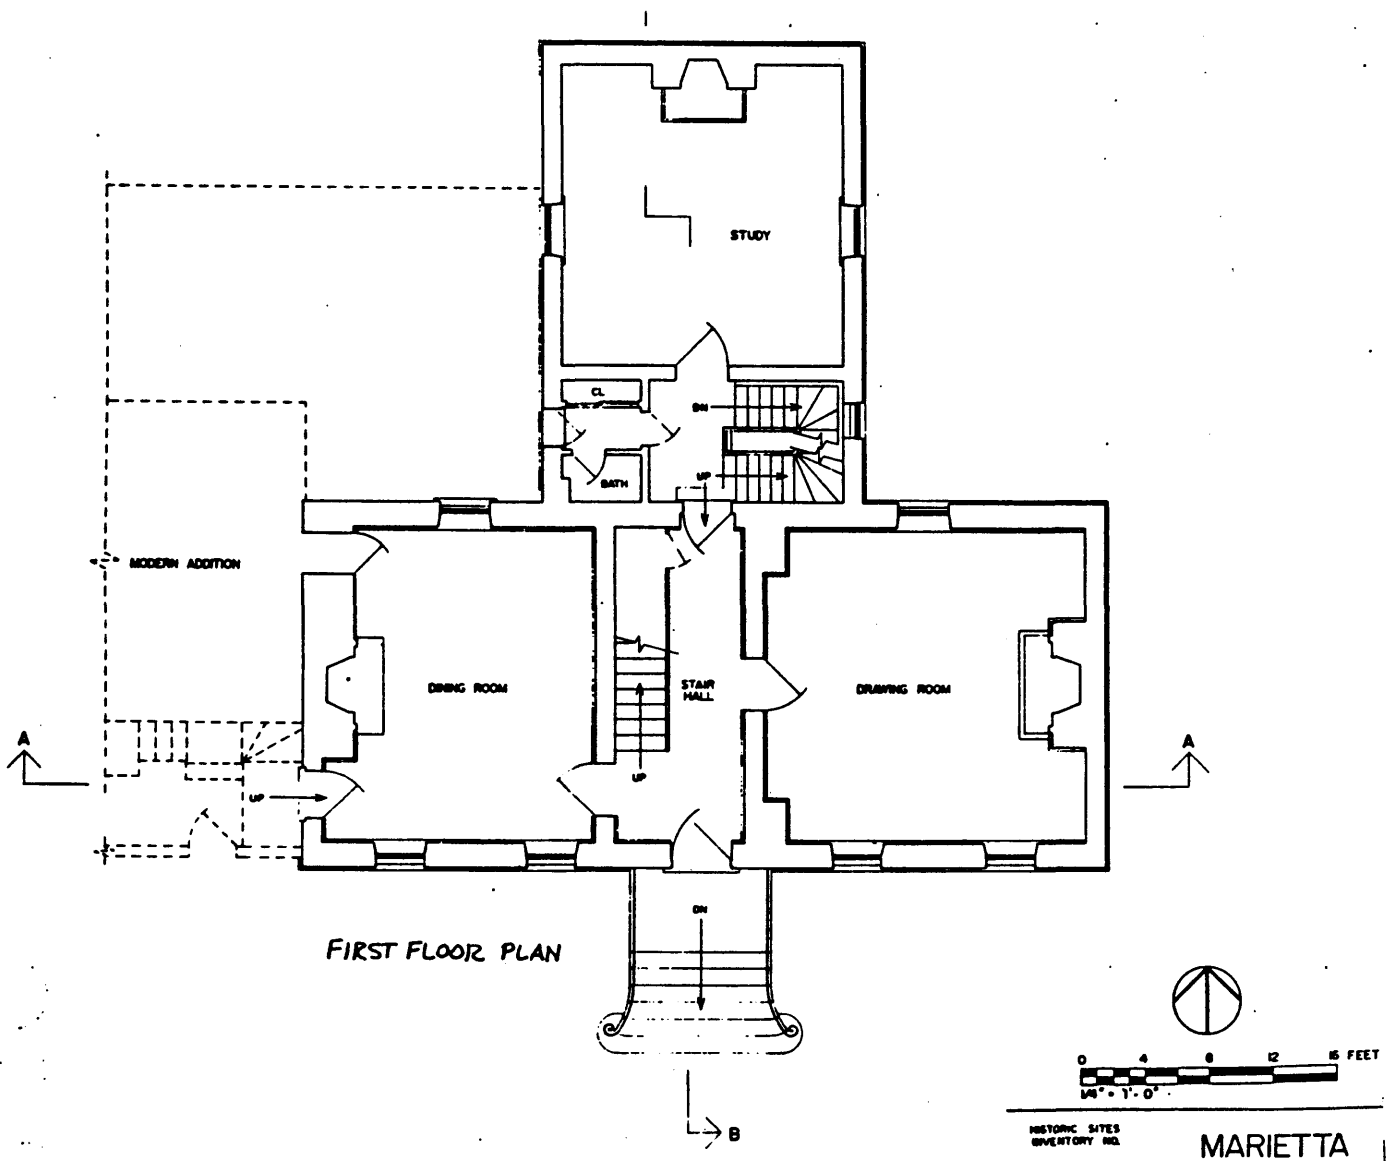 STUDY
CL
DN
UP
BATH
MODERN ADDITION
DINING ROOM
STAIR
HALL
DRAWING ROOM
A
A
UP
UP
DN
FIRST FLOOR PLAN
0 4 8 12 16 FEET
1/4" = 1'-0"
HISTORIC SITES
INVENTORY NO.
MARIETTA
B